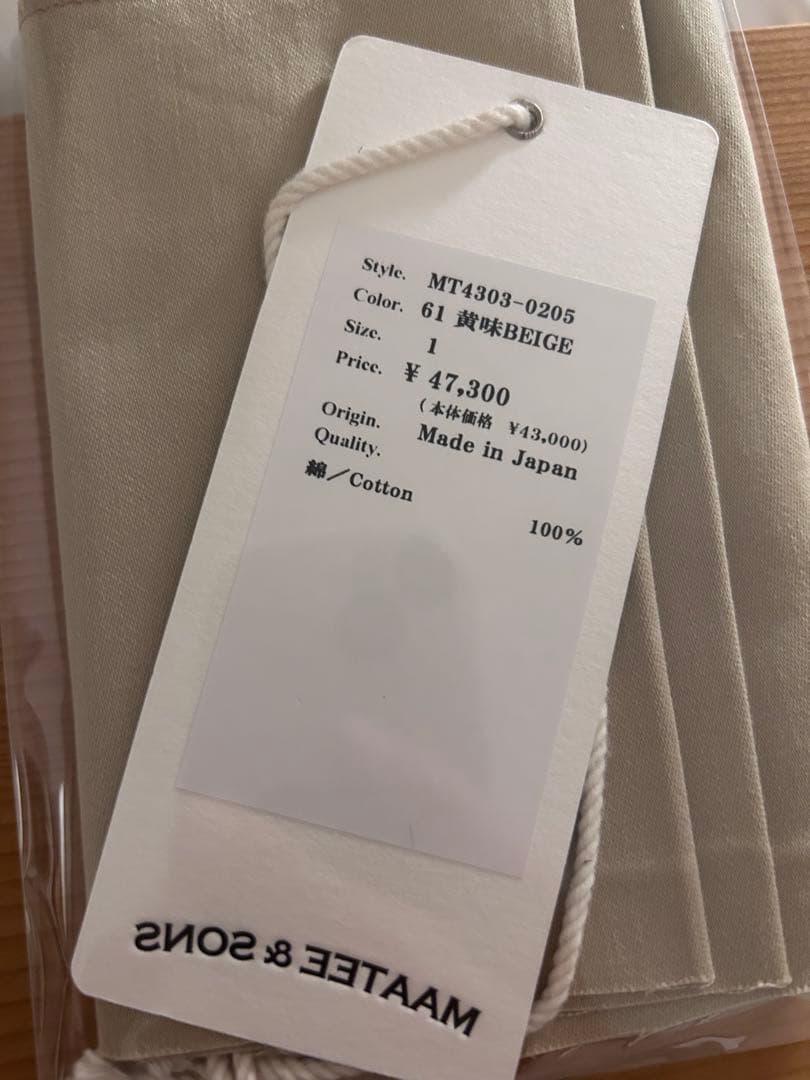 Style. MT4303-0205
Color. 61 黄味BEIGE
Size. 1
Price. ¥ 47,300
(本体価格 ¥43,000)
Origin. Made in Japan
Quality.
綿／Cotton 100%
MAATEE & SONS